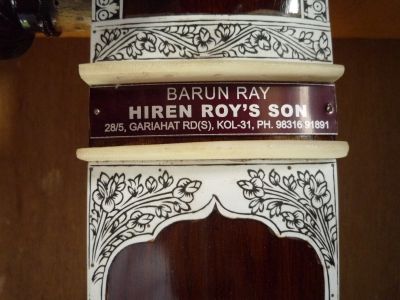 BARUN RAY
HIREN ROY'S SON
28/5, GARIAHAT RD(S), KOL-31, PH. 98316 91891